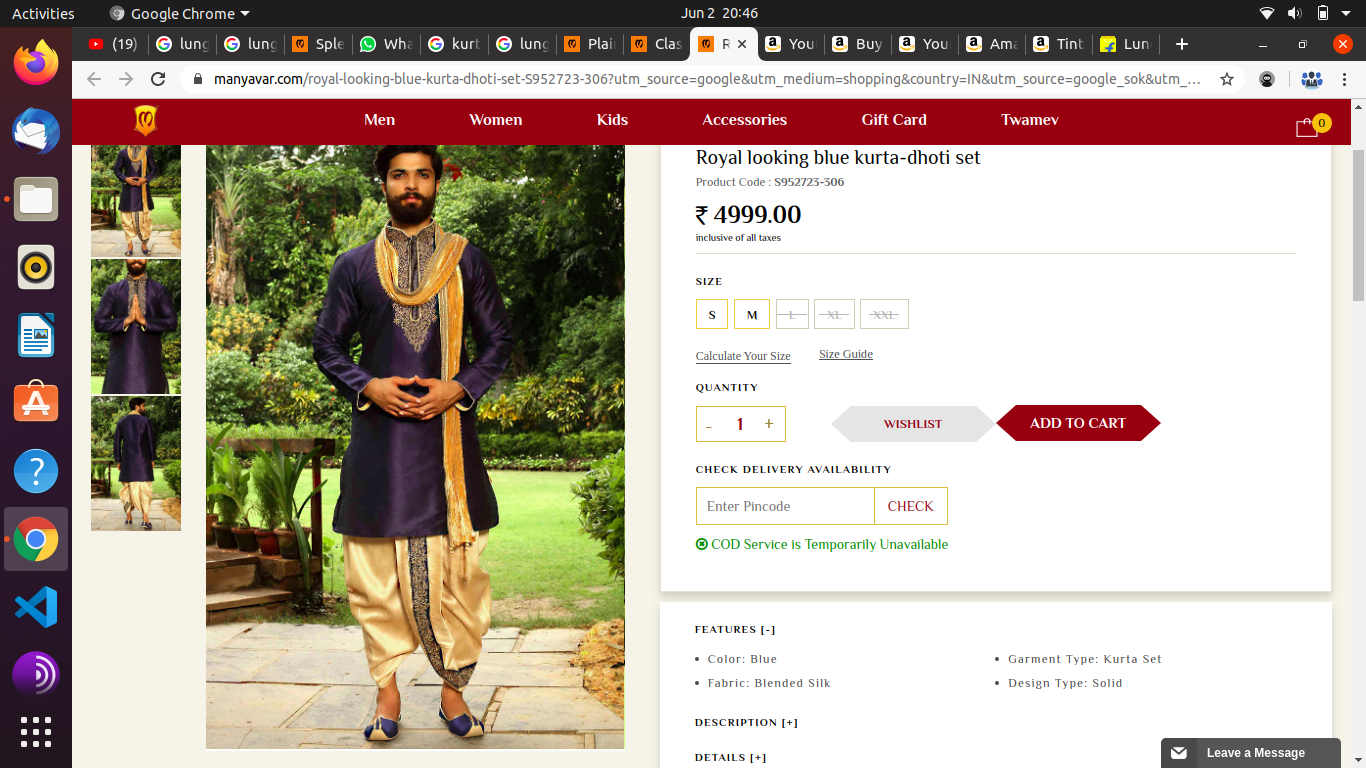 Activities
Google Chrome
Jun 2 20:46
(19)
lung
lung
Sple
Wha
kurt
lung
Plain
Clas
R
You
Buy
You
Ama
Tint
Lun
manyavar.com/royal-looking-blue-kurta-dhoti-set-S952723-306?utm_source=google&utm_medium=shopping&country=IN&utm_source=google_sok&utm_...
Men
Women
Kids
Accessories
Gift Card
Twamev
0
Royal looking blue kurta-dhoti set
Product Code : S952723-306
₹ 4999.00
inclusive of all taxes
SIZE
S
M
L
XL
XXL
Calculate Your Size
Size Guide
QUANTITY
- 1 +
WISHLIST
ADD TO CART
CHECK DELIVERY AVAILABILITY
Enter Pincode
CHECK
COD Service is Temporarily Unavailable
FEATURES [-]
Color: Blue
Garment Type: Kurta Set
Fabric: Blended Silk
Design Type: Solid
DESCRIPTION [+]
DETAILS [+]
Leave a Message